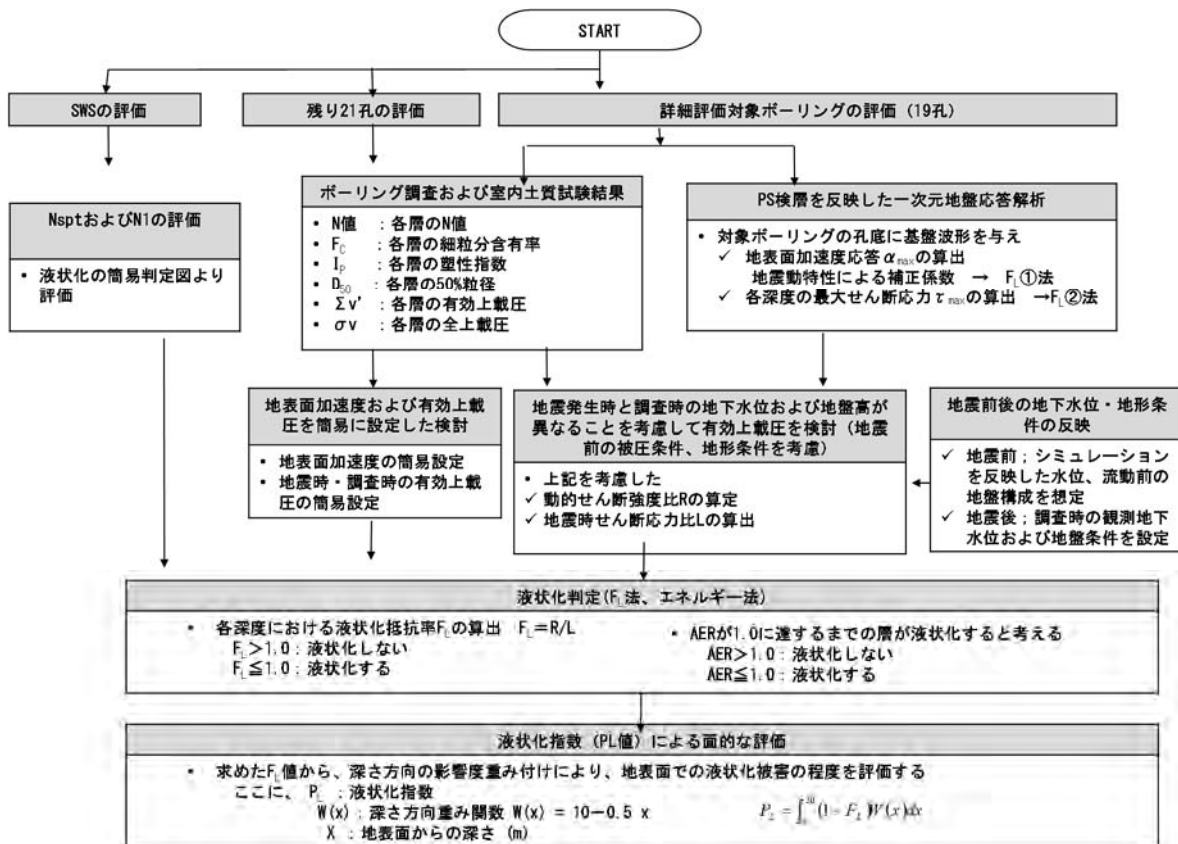 START
SWSの評価
残り21孔の評価
詳細評価対象ボーリングの評価(19孔)
NsptおよびN1の評価
• 液状化の簡易判定図より
評価
ボーリング調査および室内土質試験結果
• N値 :各層のN値
• FC :各層の細粒分含有率
• IP :各層の塑性指数
• D50 :各層の50%粒径
• Σv' :各層の有効上載圧
• σv :各層の全上載圧
PS検層を反映した一次元地盤応答解析
• 対象ボーリングの孔底に基盤波形を与え
✓ 地表面加速度応答αmaxの算出
地震動特性による補正係数 → FL①法
✓ 各深度の最大せん断応力τmaxの算出 →FL②法
地表面加速度および有効上載
圧を簡易に設定した検討
• 地表面加速度の簡易設定
• 地震時・調査時の有効上載
圧の簡易設定
地震発生時と調査時の地下水位および地盤高が
異なることを考慮して有効上載圧を検討(地震
前の被圧条件、地形条件を考慮)
• 上記を考慮した
✓ 動的せん断強度比Rの算定
✓ 地震時せん断応力比Lの算出
地震前後の地下水位・地形条
件の反映
✓ 地震前;シミュレーション
を反映した水位、流動前の
地盤構成を想定
✓ 地震後;調査時の観測地下
水位および地盤条件を設定
液状化判定(FL法、エネルギー法)
• 各深度における液状化抵抗率FLの算出 FL=R/L
FL>1.0:液状化しない
FL≦1.0:液状化する
• AERが1.0に達するまでの層が液状化すると考える
AER>1.0:液状化しない
AER≦1.0:液状化する
液状化指数(PL値)による面的な評価
• 求めたFL値から、深さ方向の影響度重み付けにより、地表面での液状化被害の程度を評価する
ここに、 PL :液状化指数
W(x):深さ方向重み関数 W(x) = 10-0.5 x
X :地表面からの深さ (m)
PL = ∫(1-FL)W(x)dx